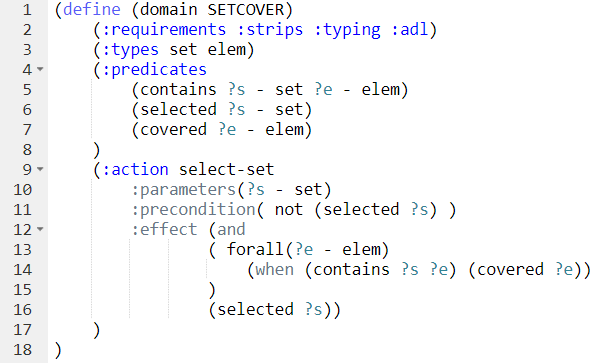 1 (define (domain SETCOVER)
2     (:requirements :strips :typing :adl)
3     (:types set elem)
4     (:predicates
5         (contains ?s - set ?e - elem)
6         (selected ?s - set)
7         (covered ?e - elem)
8     )
9     (:action select-set
10         :parameters(?s - set)
11         :precondition( not (selected ?s) )
12         :effect (and
13                 ( forall(?e - elem)
14                     (when (contains ?s ?e) (covered ?e))
15                 )
16                 (selected ?s))
17     )
18 )